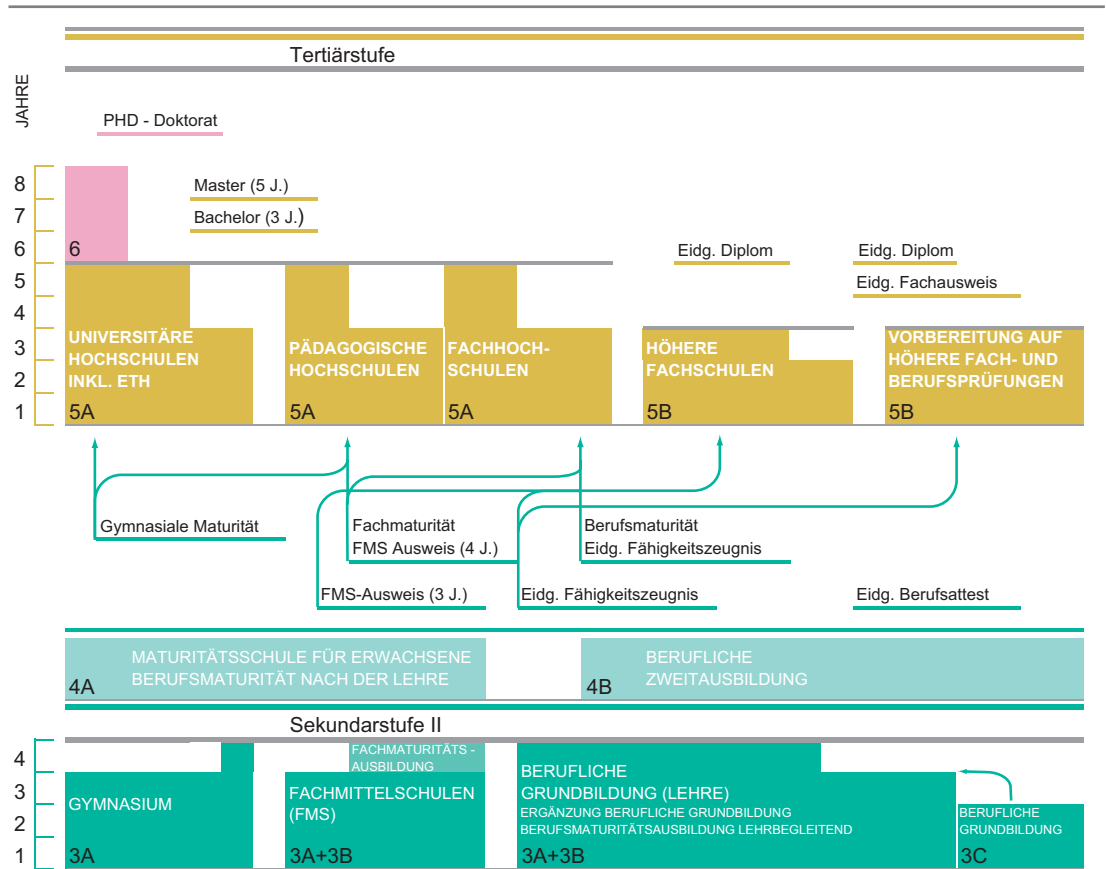 Tertiärstufe
JAHRE
PHD - Doktorat
8
7
6
5
4
3
2
1
Master (5 J.)
Bachelor (3 J.)
6
Eidg. Diplom
Eidg. Diplom
Eidg. Fachausweis
UNIVERSITÄRE
HOCHSCHULEN
INKL. ETH
5A
PÄDAGOGISCHE
HOCHSCHULEN
5A
FACHHOCH-
SCHULEN
5A
HÖHERE
FACHSCHULEN
5B
VORBEREITUNG AUF
HÖHERE FACH- UND
BERUFSPRÜFUNGEN
5B
Gymnasiale Maturität
Fachmaturität
FMS Ausweis (4 J.)
Berufsmaturität
Eidg. Fähigkeitszeugnis
FMS-Ausweis (3 J.)
Eidg. Fähigkeitszeugnis
Eidg. Berufsattest
MATURITÄTSSCHULE FÜR ERWACHSENE
BERUFSMATURITÄT NACH DER LEHRE
4A
BERUFLICHE
ZWEITAUSBILDUNG
4B
Sekundarstufe II
4
3
2
1
GYMNASIUM
3A
FACHMATURITÄTS -
AUSBILDUNG
FACHMITTELSCHULEN
(FMS)
3A+3B
BERUFLICHE
GRUNDBILDUNG (LEHRE)
ERGÄNZUNG BERUFLICHE GRUNDBILDUNG
BERUFSMATURITÄTSAUSBILDUNG LEHRBEGLEITEND
3A+3B
BERUFLICHE
GRUNDBILDUNG
3C